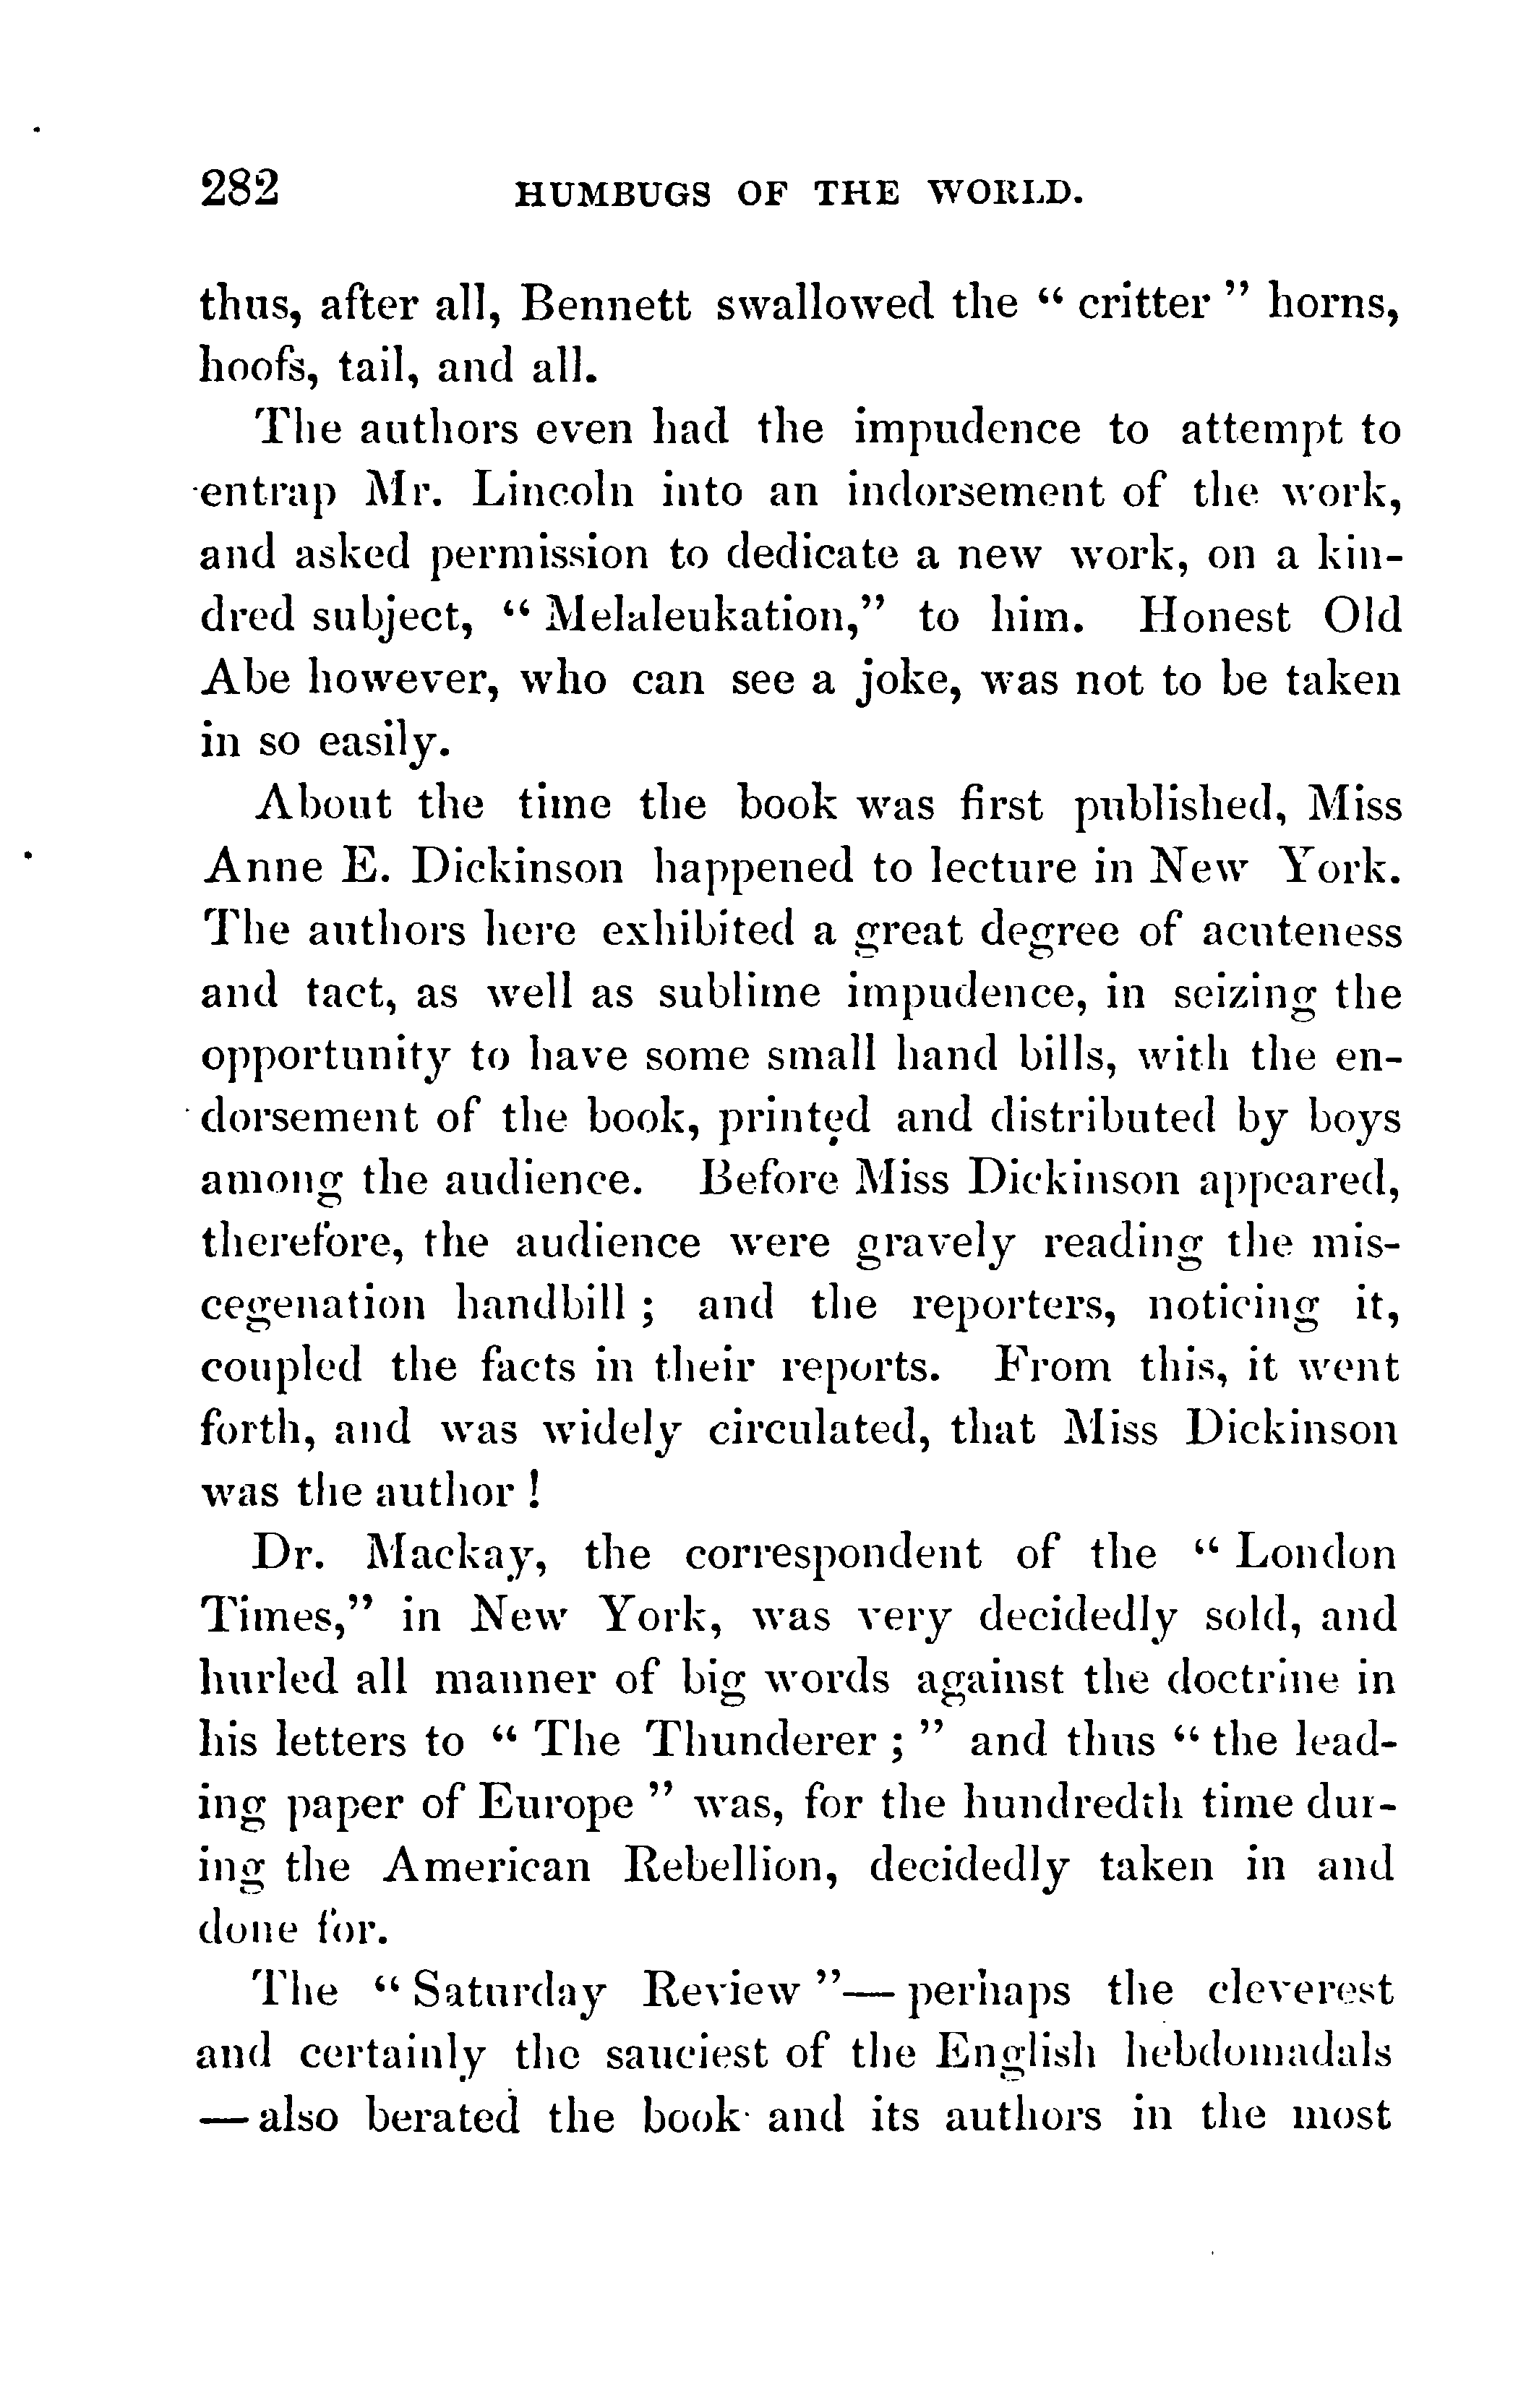 282 HUMBUGS OF THE WORLD.
thus, after all, Bennett swallowed the “ critter ” horns,
hoofs, tail, and all.
The authors even had the impudence to attempt to
entrap Mr. Lincoln into an indorsement of the work,
and asked permission to dedicate a new work, on a kin-
dred subject, “ Melaleukation,” to him. Honest Old
Abe however, who can see a joke, was not to be taken
in so easily.
About the time the book was first published, Miss
Anne E. Dickinson happened to lecture in New York.
The authors here exhibited a great degree of acuteness
and tact, as well as sublime impudence, in seizing the
opportunity to have some small hand bills, with the en-
dorsement of the book, printed and distributed by boys
among the audience. Before Miss Dickinson appeared,
therefore, the audience were gravely reading the mis-
cegenation handbill ; and the reporters, noticing it,
coupled the facts in their reports. From this, it went
forth, and was widely circulated, that Miss Dickinson
was the author !
Dr. Mackay, the correspondent of the “ London
Times,” in New York, was very decidedly sold, and
hurled all manner of big words against the doctrine in
his letters to “ The Thunderer ; ” and thus “ the lead-
ing paper of Europe ” was, for the hundredth time dur-
ing the American Rebellion, decidedly taken in and
done for.
The “ Saturday Review ”— perhaps the cleverest
and certainly the sauciest of the English hebdomadals
— also berated the book and its authors in the most